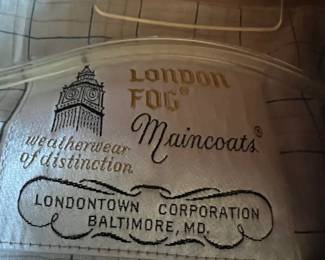 LONDON
FOG®
Maincoats®
weatherwear
of distinction
LONDONTOWN CORPORATION
BALTIMORE, MD.